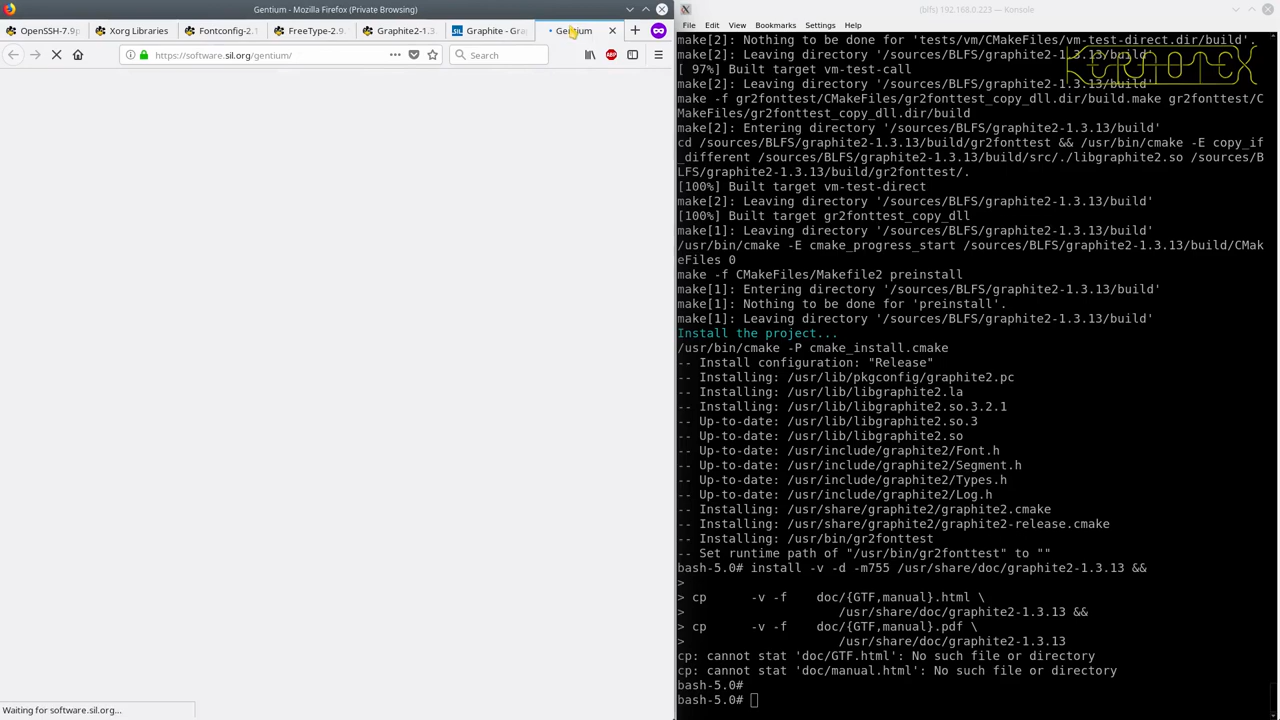 Gentium - Mozilla Firefox (Private Browsing)
OpenSSH-7.9p
Xorg Libraries
Fontconfig-2.1
FreeType-2.9.
Graphite2-1.3
Graphite - Gra
Gentium
https://software.sil.org/gentium/
Search
Waiting for software.sil.org...
(blfs) 192.168.0.223 — Konsole
File Edit View Bookmarks Settings Help
KERNOTEX
make[2]: Nothing to be done for 'tests/vm/CMakeFiles/vm-test-direct.dir/build'.
make[2]: Leaving directory '/sources/BLFS/graphite2-1.3.13/build'
[ 97%] Built target vm-test-call
make[2]: Leaving directory '/sources/BLFS/graphite2-1.3.13/build'
make -f gr2fonttest/CMakeFiles/gr2fonttest_copy_dll.dir/build.make gr2fonttest/C
MakeFiles/gr2fonttest_copy_dll.dir/build
make[2]: Entering directory '/sources/BLFS/graphite2-1.3.13/build'
cd /sources/BLFS/graphite2-1.3.13/build/gr2fonttest && /usr/bin/cmake -E copy_if
_different /sources/BLFS/graphite2-1.3.13/build/src/./libgraphite2.so /sources/B
LFS/graphite2-1.3.13/build/gr2fonttest/.
[100%] Built target vm-test-direct
make[2]: Leaving directory '/sources/BLFS/graphite2-1.3.13/build'
[100%] Built target gr2fonttest_copy_dll
make[1]: Leaving directory '/sources/BLFS/graphite2-1.3.13/build'
/usr/bin/cmake -E cmake_progress_start /sources/BLFS/graphite2-1.3.13/build/CMak
eFiles 0
make -f CMakeFiles/Makefile2 preinstall
make[1]: Entering directory '/sources/BLFS/graphite2-1.3.13/build'
make[1]: Nothing to be done for 'preinstall'.
make[1]: Leaving directory '/sources/BLFS/graphite2-1.3.13/build'
Install the project...
/usr/bin/cmake -P cmake_install.cmake
-- Install configuration: "Release"
-- Installing: /usr/lib/pkgconfig/graphite2.pc
-- Installing: /usr/lib/libgraphite2.la
-- Installing: /usr/lib/libgraphite2.so.3.2.1
-- Up-to-date: /usr/lib/libgraphite2.so.3
-- Up-to-date: /usr/lib/libgraphite2.so
-- Up-to-date: /usr/include/graphite2/Font.h
-- Up-to-date: /usr/include/graphite2/Segment.h
-- Up-to-date: /usr/include/graphite2/Types.h
-- Up-to-date: /usr/include/graphite2/Log.h
-- Installing: /usr/share/graphite2/graphite2.cmake
-- Installing: /usr/share/graphite2/graphite2-release.cmake
-- Installing: /usr/bin/gr2fonttest
-- Set runtime path of "/usr/bin/gr2fonttest" to ""
bash-5.0# install -v -d -m755 /usr/share/doc/graphite2-1.3.13 &&
>
> cp      -v -f    doc/{GTF,manual}.html \
>                   /usr/share/doc/graphite2-1.3.13 &&
> cp      -v -f    doc/{GTF,manual}.pdf \
>                   /usr/share/doc/graphite2-1.3.13
cp: cannot stat 'doc/GTF.html': No such file or directory
cp: cannot stat 'doc/manual.html': No such file or directory
bash-5.0#
bash-5.0#